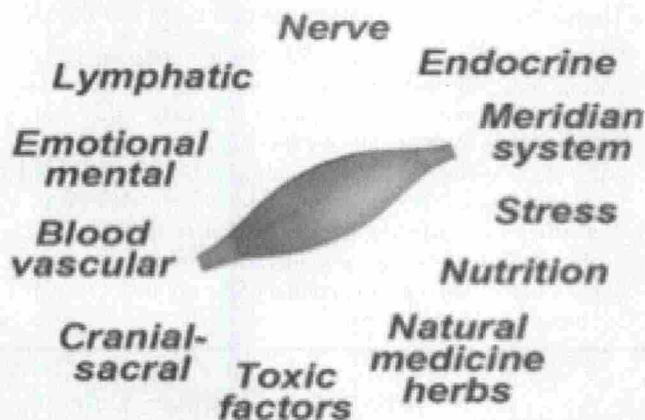 Nerve
Lymphatic
Endocrine
Emotional
mental
Meridian
system
Blood
vascular
Stress
Nutrition
Cranial-
sacral
Toxic
factors
Natural
medicine
herbs